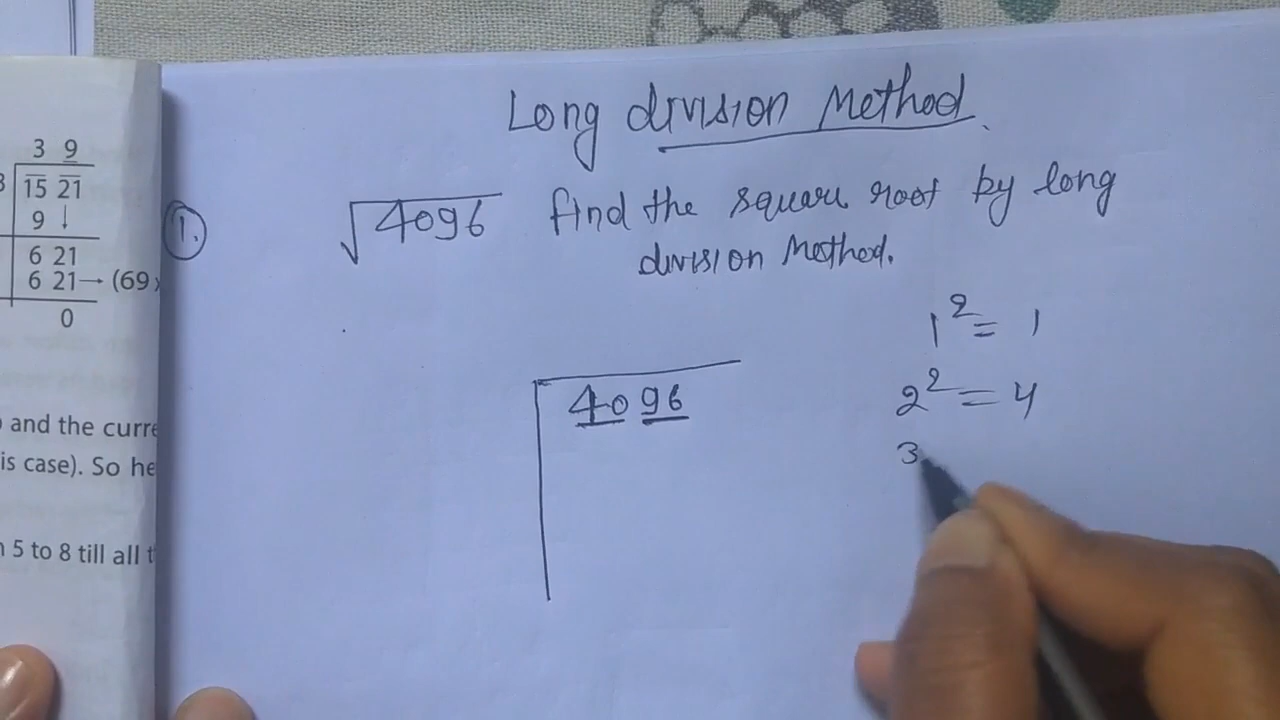 3 9
15 21
9 ↓
6 21
6 21→ (69
0
and the curre
is case). So he
5 to 8 till all t
Long division Method.
1.
√4096 find the square root by long
division Method.
1² = 1
2² = 4
3
40 96